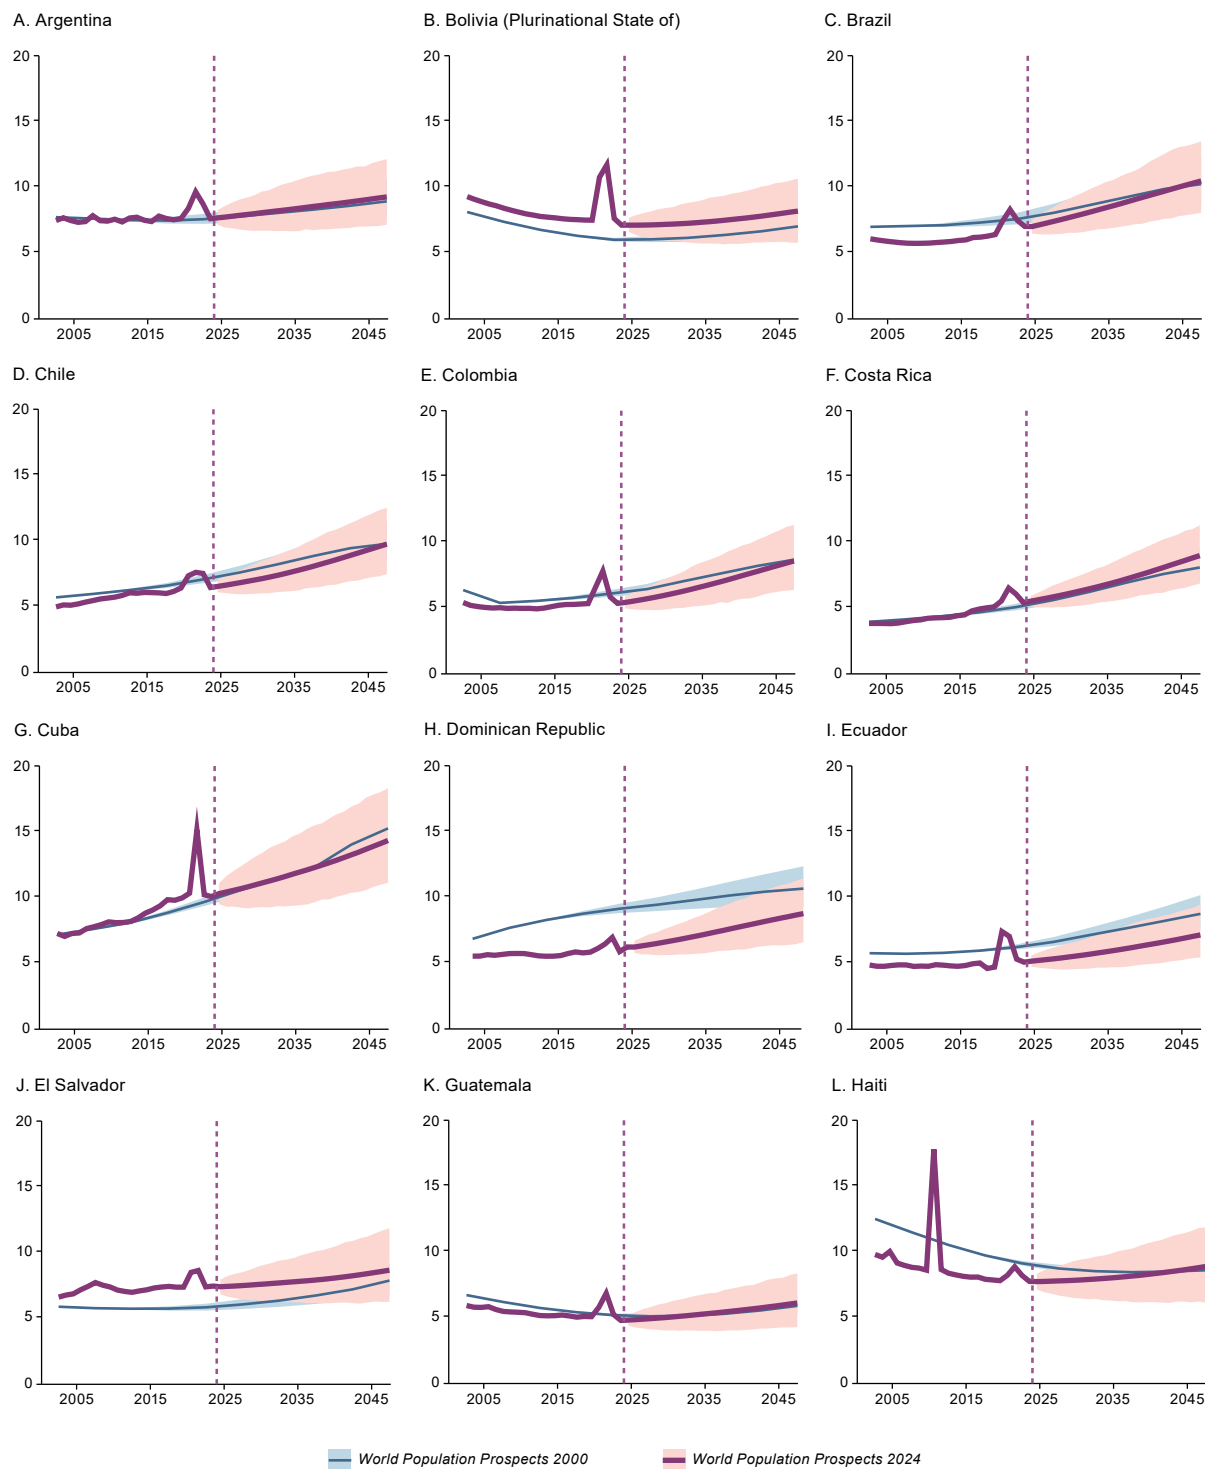 A. Argentina
B. Bolivia (Plurinational State of)
C. Brazil
20
15
10
5
0
2005 2015 2025 2035 2045
20
15
10
5
0
2005 2015 2025 2035 2045
20
15
10
5
0
2005 2015 2025 2035 2045
D. Chile
E. Colombia
F. Costa Rica
20
15
10
5
0
2005 2015 2025 2035 2045
20
15
10
5
0
2005 2015 2025 2035 2045
20
15
10
5
0
2005 2015 2025 2035 2045
G. Cuba
H. Dominican Republic
I. Ecuador
20
15
10
5
0
2005 2015 2025 2035 2045
20
15
10
5
0
2005 2015 2025 2035 2045
20
15
10
5
0
2005 2015 2025 2035 2045
J. El Salvador
K. Guatemala
L. Haiti
20
15
10
5
0
2005 2015 2025 2035 2045
20
15
10
5
0
2005 2015 2025 2035 2045
20
15
10
5
0
2005 2015 2025 2035 2045
World Population Prospects 2000
World Population Prospects 2024